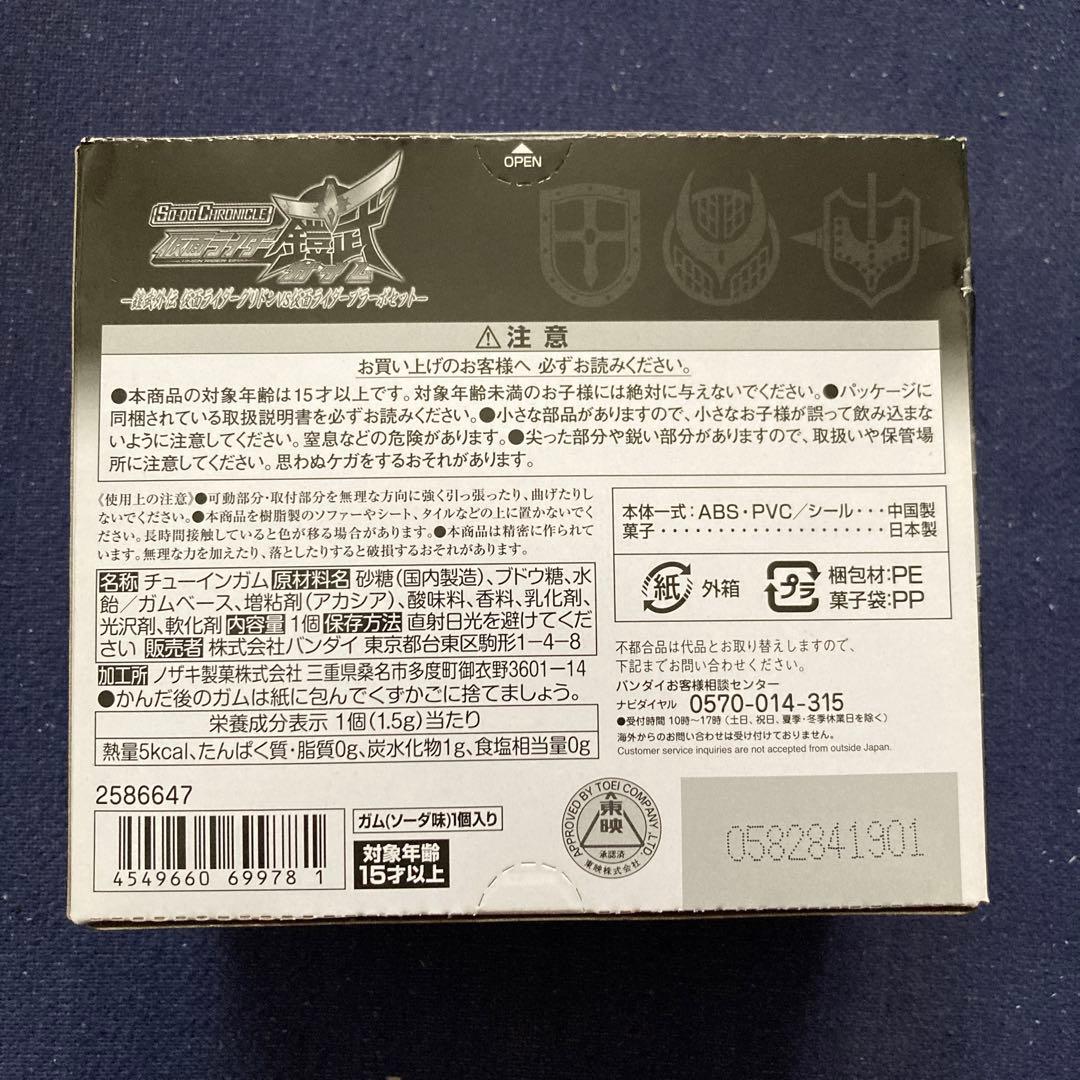 OPEN
SO-DO CHRONICLE
仮面ライダー
鎧武
ガイム
―鎧武外伝 仮面ライダーグリドンVS仮面ライダーブラーボセット―
⚠注意
お買い上げのお客様へ 必ずお読みください。
●本商品の対象年齢は15才以上です。対象年齢未満のお子様には絶対に与えないでください。●パッケージに
同梱されている取扱説明書を必ずお読みください。●小さな部品がありますので、小さなお子様が誤って飲み込まな
いように注意してください。窒息などの危険があります。●尖った部分や鋭い部分がありますので、取扱いや保管場
所に注意してください。思わぬケガをするおそれがあります。
《使用上の注意》●可動部分・取付部分を無理な方向に強く引っ張ったり、曲げたりし
ないでください。●本商品を樹脂製のソファーやシート、タイルなどの上に置かないでく
ださい。長時間接触していると色が移る場合があります。●本商品は精密に作られて
います。無理な力を加えたり、落としたりすると破損するおそれがあります。
名称 チューインガム 原材料名 砂糖(国内製造)、ブドウ糖、水
飴/ガムベース、増粘剤(アカシア)、酸味料、香料、乳化剤、
光沢剤、軟化剤 内容量 1個 保存方法 直射日光を避けてくだ
さい 販売者 株式会社バンダイ 東京都台東区駒形1-4-8
加工所 ノザキ製菓株式会社 三重県桑名市多度町御衣野3601-14
●かんだ後のガムは紙に包んでくずかごに捨てましょう。
栄養成分表示 1個(1.5g)当たり
熱量5kcal、たんぱく質・脂質0g、炭水化物1g、食塩相当量0g
本体一式:ABS・PVC/シール・・・中国製
菓子・・・・・・・・・・・・・・・・・・・・・日本製
紙 外箱
プラ 梱包材:PE
菓子袋:PP
不都合品は代品とお取り替えしますので、
下記までお問い合わせください。
バンダイお客様相談センター
ナビダイヤル 0570-014-315
●受付時間 10時~17時(土日、祝日、夏季・冬季休業日を除く)
海外からのお問い合わせは受け付けておりません。
Customer service inquiries are not accepted from outside Japan.
2586647
4549660 699781
ガム(ソーダ味)1個入り
対象年齢
15才以上
APPROVED BY TOEI COMPANY, LTD.
東映
承認済
東映株式会社
0582841901